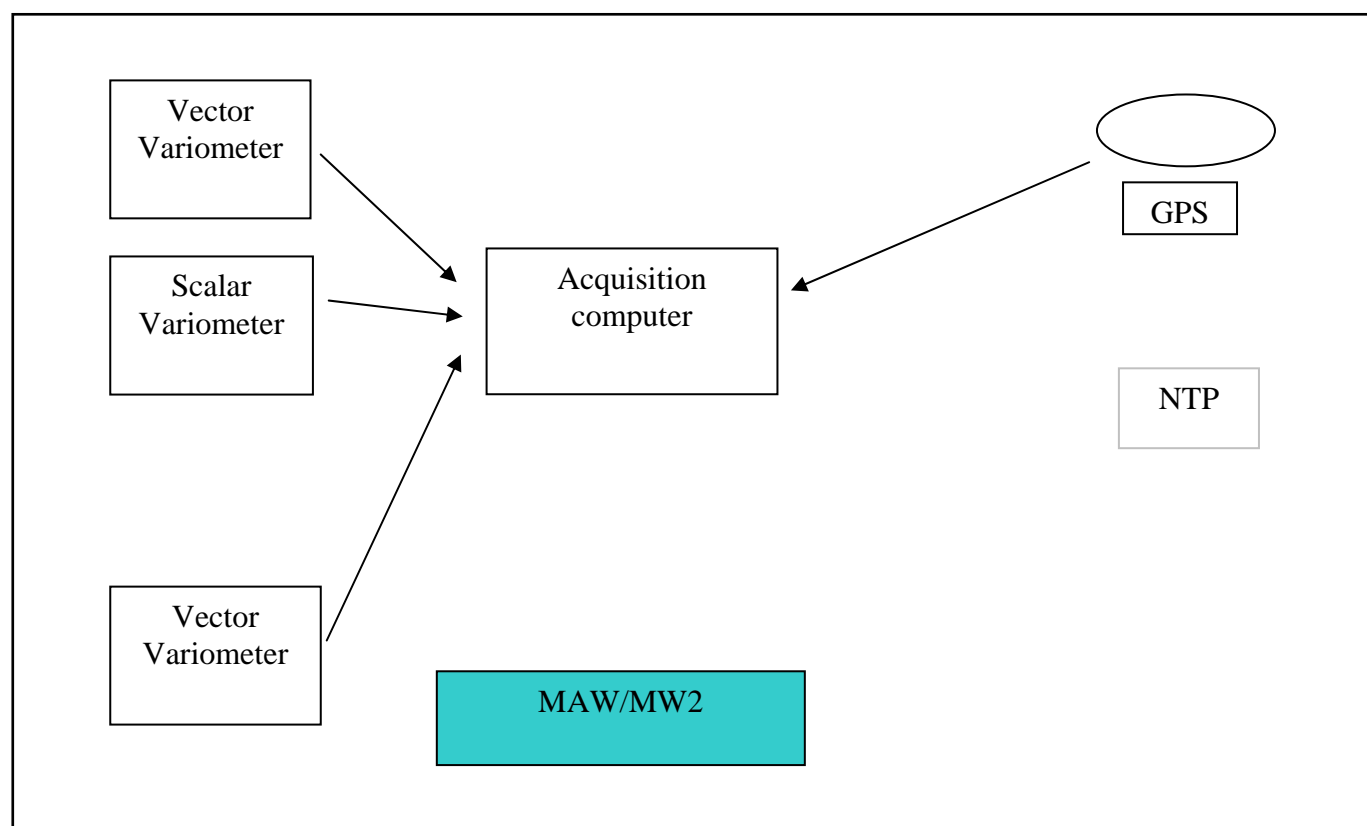 Vector
Variometer
Scalar
Variometer
Acquisition
computer
GPS
NTP
Vector
Variometer
MAW/MW2